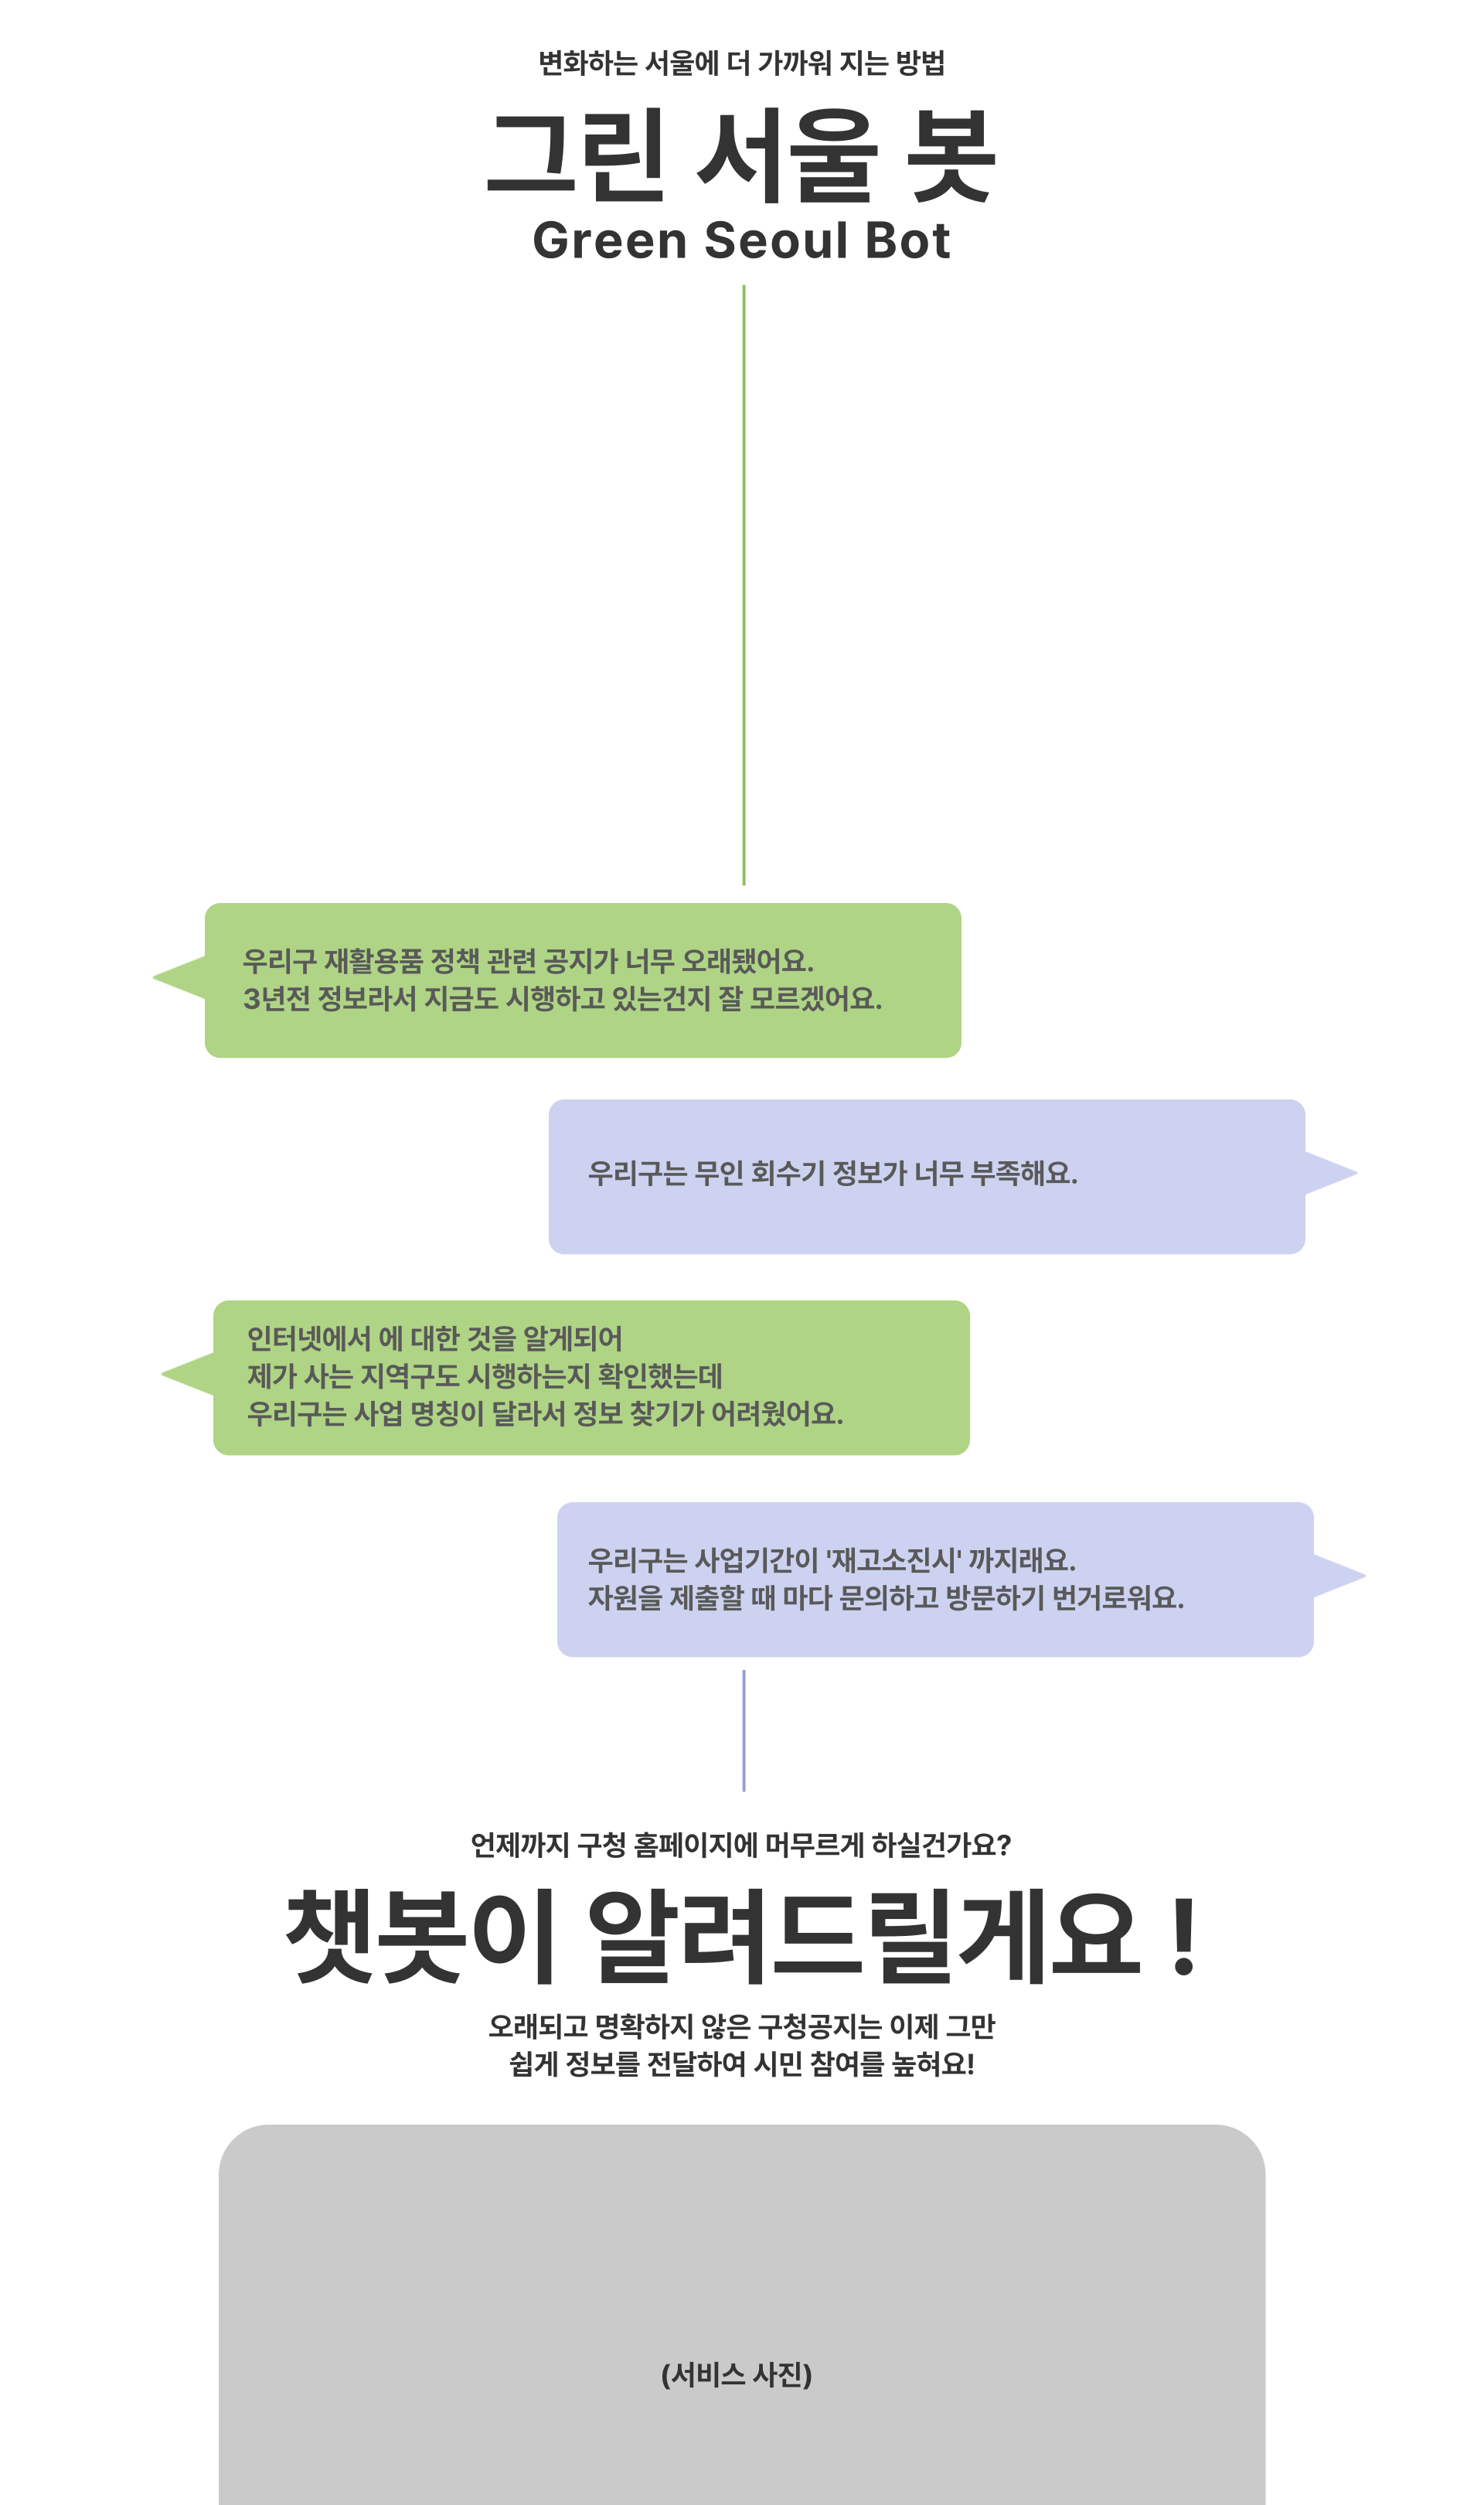 변화하는 서울에 더 가까워 지는 방법
그린 서울 봇
Green Seoul Bot
우리구 재활용품 정책 관련 공지가 너무 오래됐어요.
3년전 정보라서 지금도 시행하고 있는건지 잘 모르겠어요.
우리구는 무인 회수기 정보가 너무 부족해요.
인터넷에서 에 대한 것을 알게되어
제가 사는 지역구도 시행하는지 확인했는데
우리구는 사업 명칭이 달라서 정보 찾기가 어려웠어요.
우리구는 사업기간이 '재고소진시' 까지래요.
자원을 제출할 때 마다 문의하고 방문하기 번거로워요.
언제까지 구청 홈페이지에 머무르게 하실건가요?
챗봇이 알려드릴게요!
오래되고 명확하지 않은 구청 공지는 이제 그만
쉽게 정보를 전달하여 시민 참여를 높혀요!
(서비스 사진)